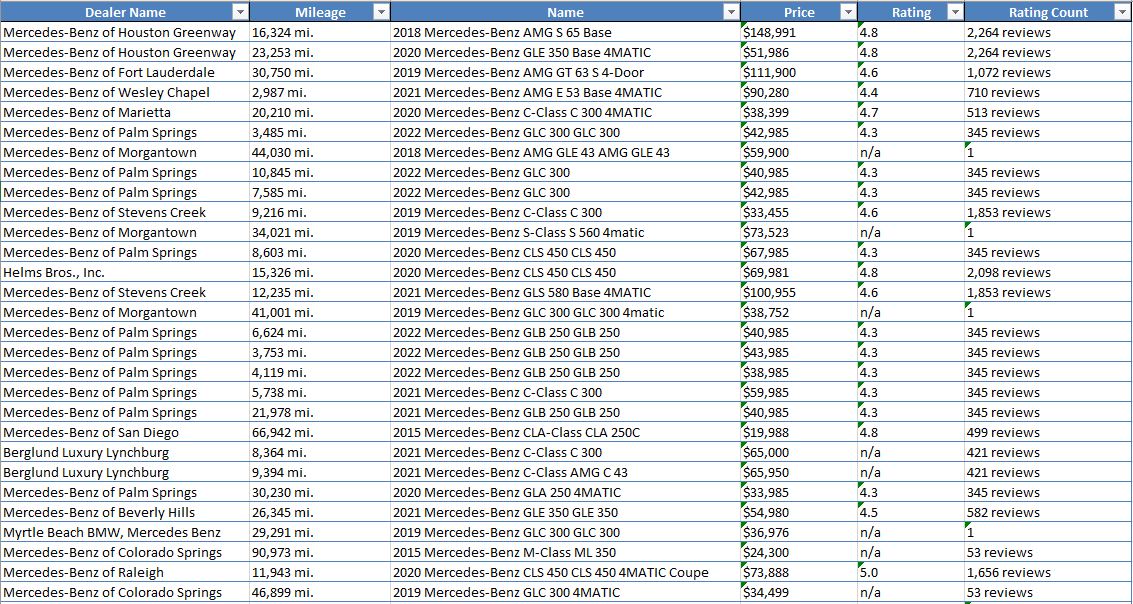 Dealer Name Mileage Name Price Rating Rating Count
Mercedes-Benz of Houston Greenway 16,324 mi. 2018 Mercedes-Benz AMG S 65 Base $148,991 4.8 2,264 reviews
Mercedes-Benz of Houston Greenway 23,253 mi. 2020 Mercedes-Benz GLE 350 Base 4MATIC $51,986 4.8 2,264 reviews
Mercedes-Benz of Fort Lauderdale 30,750 mi. 2019 Mercedes-Benz AMG GT 63 S 4-Door $111,900 4.6 1,072 reviews
Mercedes-Benz of Wesley Chapel 2,987 mi. 2021 Mercedes-Benz AMG E 53 Base 4MATIC $90,280 4.4 710 reviews
Mercedes-Benz of Marietta 20,210 mi. 2020 Mercedes-Benz C-Class C 300 4MATIC $38,399 4.7 513 reviews
Mercedes-Benz of Palm Springs 3,485 mi. 2022 Mercedes-Benz GLC 300 GLC 300 $42,985 4.3 345 reviews
Mercedes-Benz of Morgantown 44,030 mi. 2018 Mercedes-Benz AMG GLE 43 AMG GLE 43 $59,900 n/a 1
Mercedes-Benz of Palm Springs 10,845 mi. 2022 Mercedes-Benz GLC 300 $40,985 4.3 345 reviews
Mercedes-Benz of Palm Springs 7,585 mi. 2022 Mercedes-Benz GLC 300 $42,985 4.3 345 reviews
Mercedes-Benz of Stevens Creek 9,216 mi. 2019 Mercedes-Benz C-Class C 300 $33,455 4.6 1,853 reviews
Mercedes-Benz of Morgantown 34,021 mi. 2019 Mercedes-Benz S-Class S 560 4matic $73,523 n/a 1
Mercedes-Benz of Palm Springs 8,603 mi. 2020 Mercedes-Benz CLS 450 CLS 450 $67,985 4.3 345 reviews
Helms Bros., Inc. 15,326 mi. 2020 Mercedes-Benz CLS 450 CLS 450 $69,981 4.8 2,098 reviews
Mercedes-Benz of Stevens Creek 12,235 mi. 2021 Mercedes-Benz GLS 580 Base 4MATIC $100,955 4.6 1,853 reviews
Mercedes-Benz of Morgantown 41,001 mi. 2019 Mercedes-Benz GLC 300 GLC 300 4matic $38,752 n/a 1
Mercedes-Benz of Palm Springs 6,624 mi. 2022 Mercedes-Benz GLB 250 GLB 250 $40,985 4.3 345 reviews
Mercedes-Benz of Palm Springs 3,753 mi. 2022 Mercedes-Benz GLB 250 GLB 250 $43,985 4.3 345 reviews
Mercedes-Benz of Palm Springs 4,119 mi. 2022 Mercedes-Benz GLB 250 GLB 250 $38,985 4.3 345 reviews
Mercedes-Benz of Palm Springs 5,738 mi. 2021 Mercedes-Benz C-Class C 300 $59,985 4.3 345 reviews
Mercedes-Benz of Palm Springs 21,978 mi. 2021 Mercedes-Benz GLB 250 GLB 250 $40,985 4.3 345 reviews
Mercedes-Benz of San Diego 66,942 mi. 2015 Mercedes-Benz CLA-Class CLA 250C $19,988 4.8 499 reviews
Berglund Luxury Lynchburg 8,364 mi. 2021 Mercedes-Benz C-Class C 300 $65,000 n/a 421 reviews
Berglund Luxury Lynchburg 9,394 mi. 2021 Mercedes-Benz C-Class AMG C 43 $65,950 n/a 421 reviews
Mercedes-Benz of Palm Springs 30,230 mi. 2020 Mercedes-Benz GLA 250 4MATIC $33,985 4.3 345 reviews
Mercedes-Benz of Beverly Hills 26,345 mi. 2021 Mercedes-Benz GLE 350 GLE 350 $54,980 4.5 582 reviews
Myrtle Beach BMW, Mercedes Benz 29,291 mi. 2019 Mercedes-Benz GLC 300 GLC 300 $36,976 n/a 1
Mercedes-Benz of Colorado Springs 90,973 mi. 2015 Mercedes-Benz M-Class ML 350 $24,300 n/a 53 reviews
Mercedes-Benz of Raleigh 11,943 mi. 2020 Mercedes-Benz CLS 450 CLS 450 4MATIC Coupe $73,888 5.0 1,656 reviews
Mercedes-Benz of Colorado Springs 46,899 mi. 2019 Mercedes-Benz GLC 300 4MATIC $34,499 n/a 53 reviews